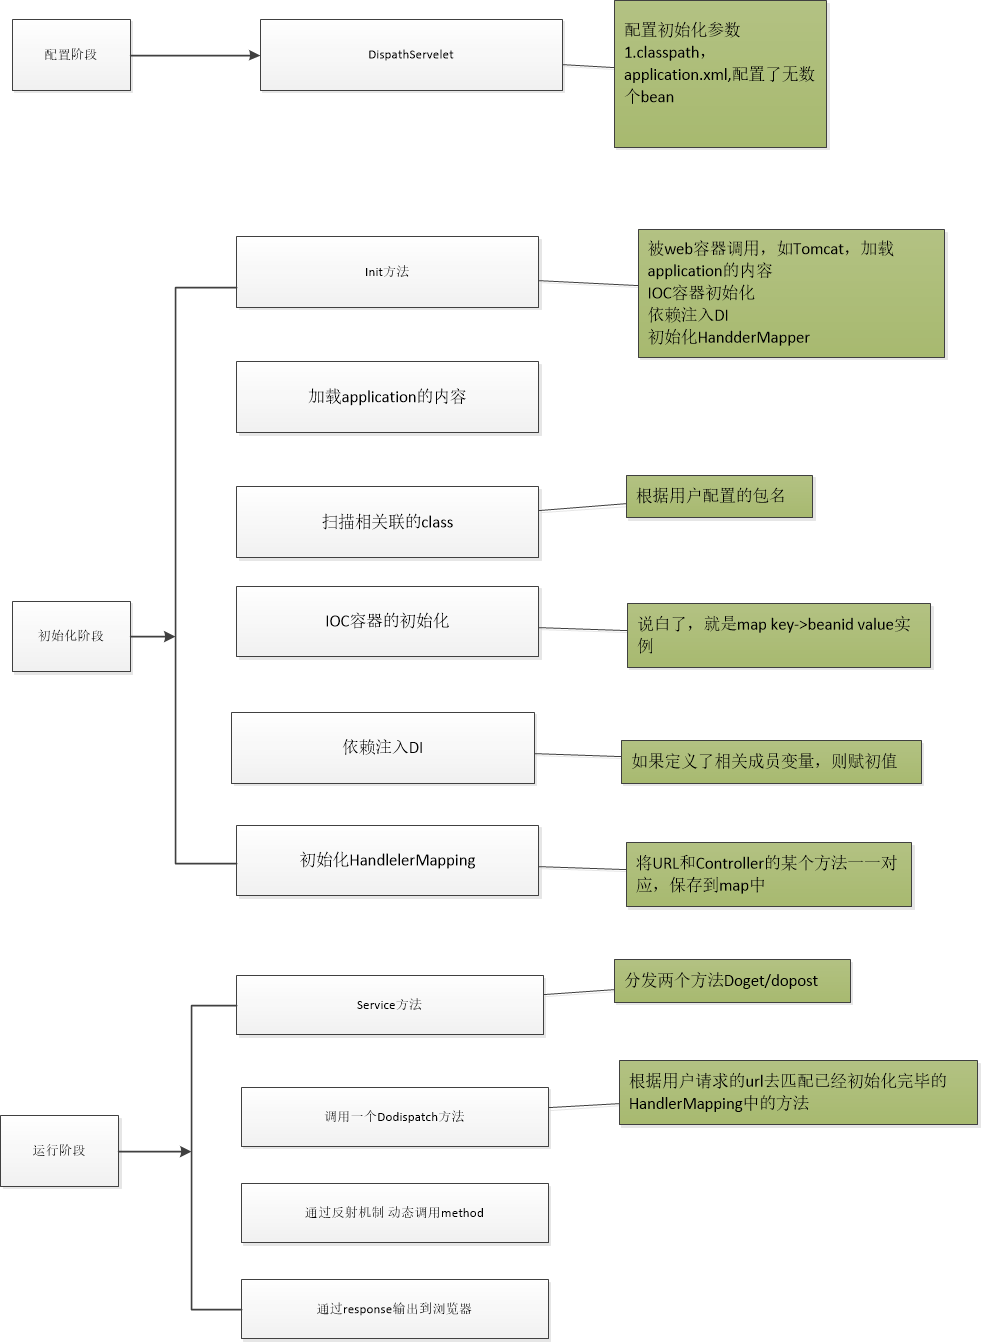 配置阶段
DispathServelet
配置初始化参数
1.classpath，
application.xml,配置了无数
个bean
Init方法
被web容器调用，如Tomcat，加载
application的内容
IOC容器初始化
依赖注入DI
初始化HandderMapper
加载application的内容
扫描相关联的class
根据用户配置的包名
初始化阶段
IOC容器的初始化
说白了，就是map key->beanid value实
例
依赖注入DI
如果定义了相关成员变量，则赋初值
初始化HandlelerMapping
将URL和Controller的某个方法一一对
应，保存到map中
Service方法
分发两个方法Doget/dopost
运行阶段
调用一个Dodispatch方法
根据用户请求的url去匹配已经初始化完毕的
HandlerMapping中的方法
通过反射机制 动态调用method
通过response输出到浏览器